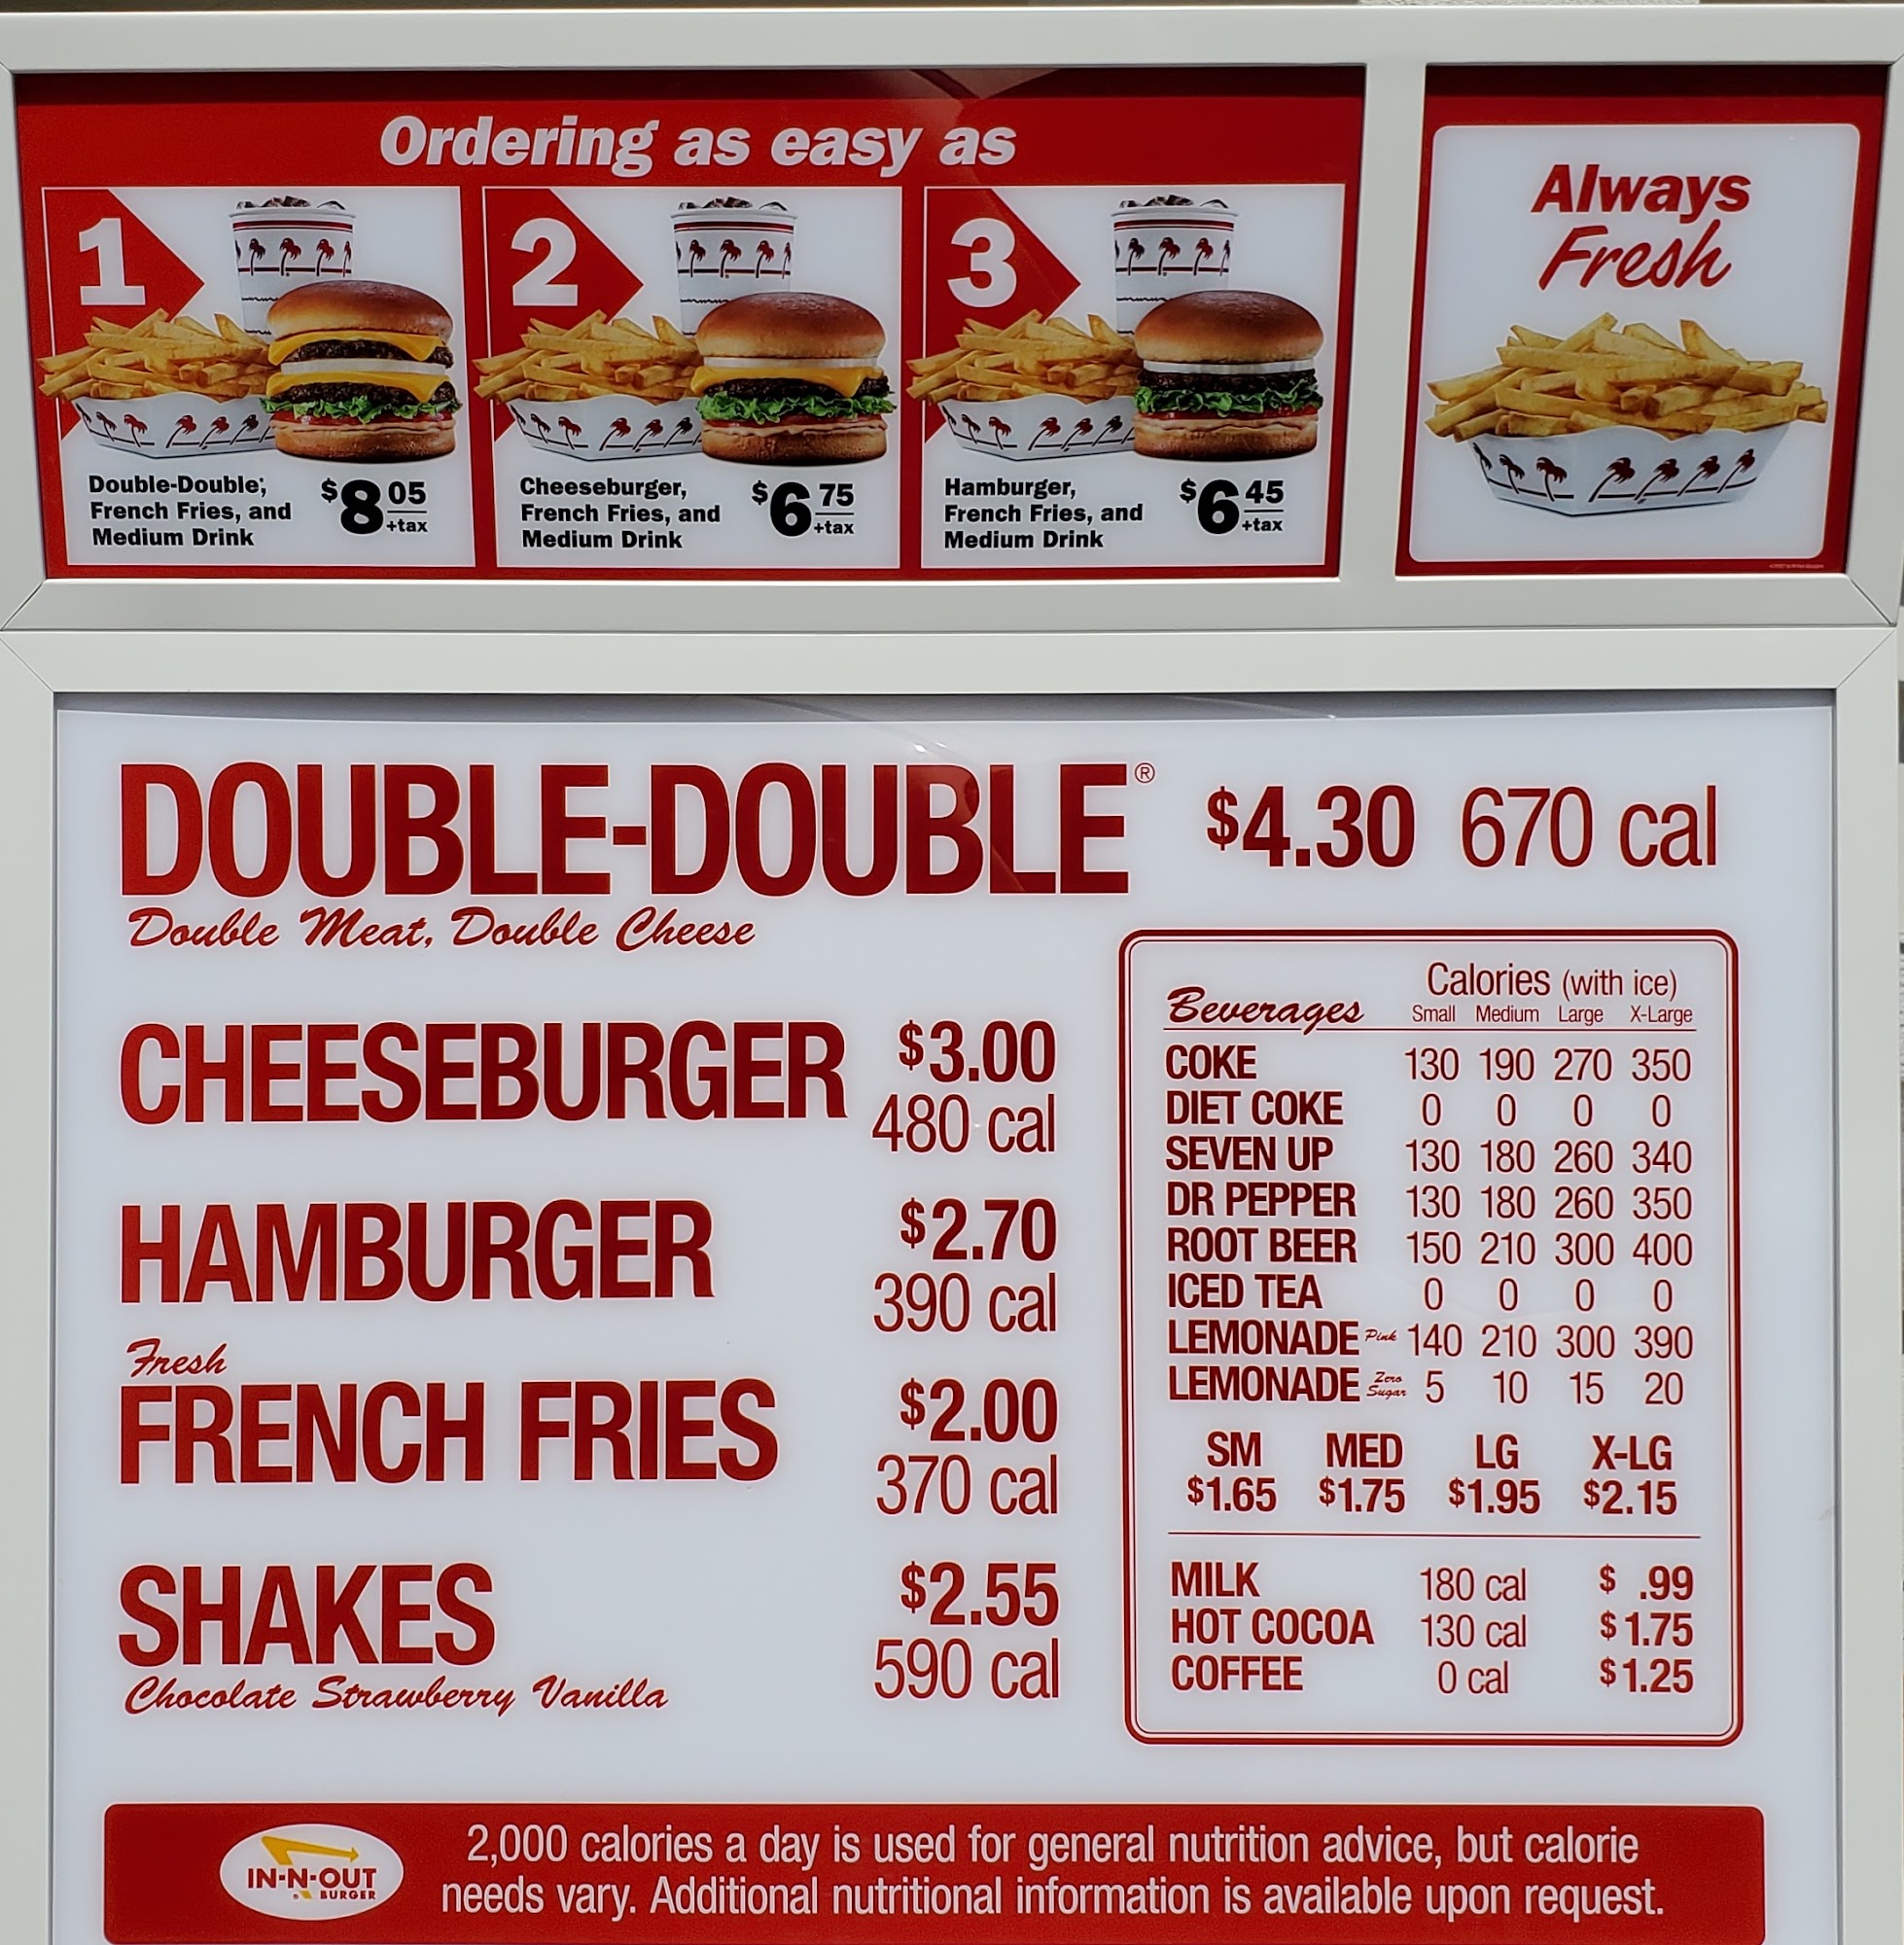 Ordering as easy as
1
Double-Double®,
French Fries, and
Medium Drink
$8 05
+tax
2
Cheeseburger,
French Fries, and
Medium Drink
$6 75
+tax
3
Hamburger,
French Fries, and
Medium Drink
$6 45
+tax
Always
Fresh
DOUBLE-DOUBLE® $4.30 670 cal
Double Meat, Double Cheese
CHEESEBURGER $3.00
480 cal
HAMBURGER $2.70
390 cal
Fresh
FRENCH FRIES $2.00
370 cal
SHAKES $2.55
590 cal
Chocolate Strawberry Vanilla
Calories (with ice)
Beverages Small Medium Large X-Large
COKE 130 190 270 350
DIET COKE 0 0 0 0
SEVEN UP 130 180 260 340
DR PEPPER 130 180 260 350
ROOT BEER 150 210 300 400
ICED TEA 0 0 0 0
LEMONADE Pink 140 210 300 390
LEMONADE Zero Sugar 5 10 15 20
SM MED LG X-LG
$1.65 $1.75 $1.95 $2.15
MILK 180 cal $ .99
HOT COCOA 130 cal $1.75
COFFEE 0 cal $1.25
IN-N-OUT
BURGER
2,000 calories a day is used for general nutrition advice, but calorie
needs vary. Additional nutritional information is available upon request.